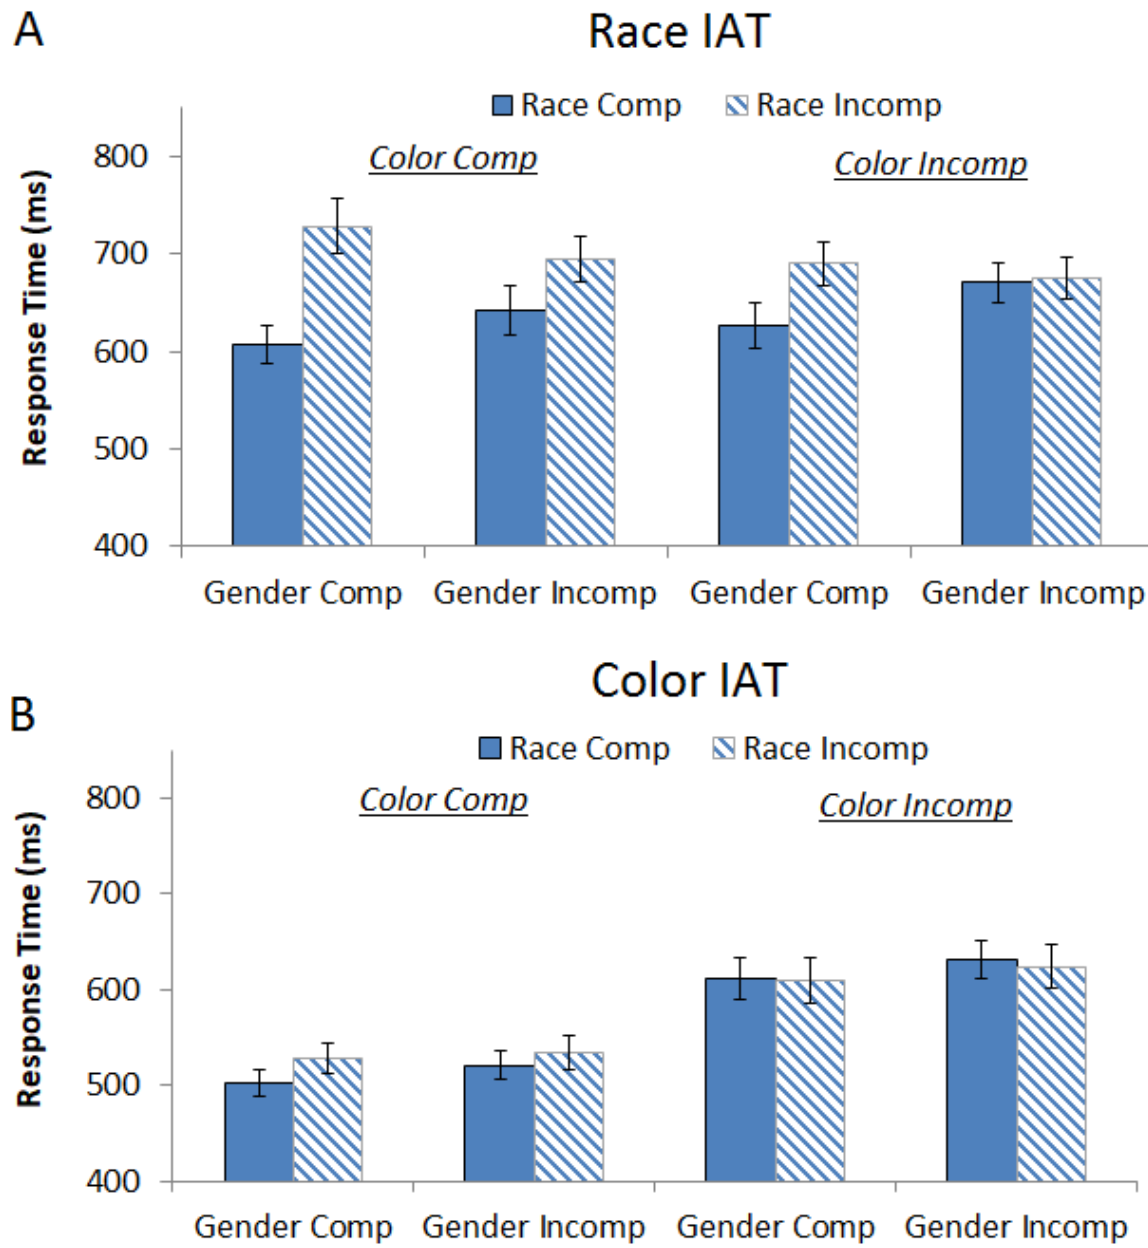 A
Race IAT
Race Comp Race Incomp
Color Comp Color Incomp
Response Time (ms)
800
700
600
500
400
Gender Comp Gender Incomp Gender Comp Gender Incomp
B
Color IAT
Race Comp Race Incomp
Color Comp Color Incomp
Response Time (ms)
800
700
600
500
400
Gender Comp Gender Incomp Gender Comp Gender Incomp